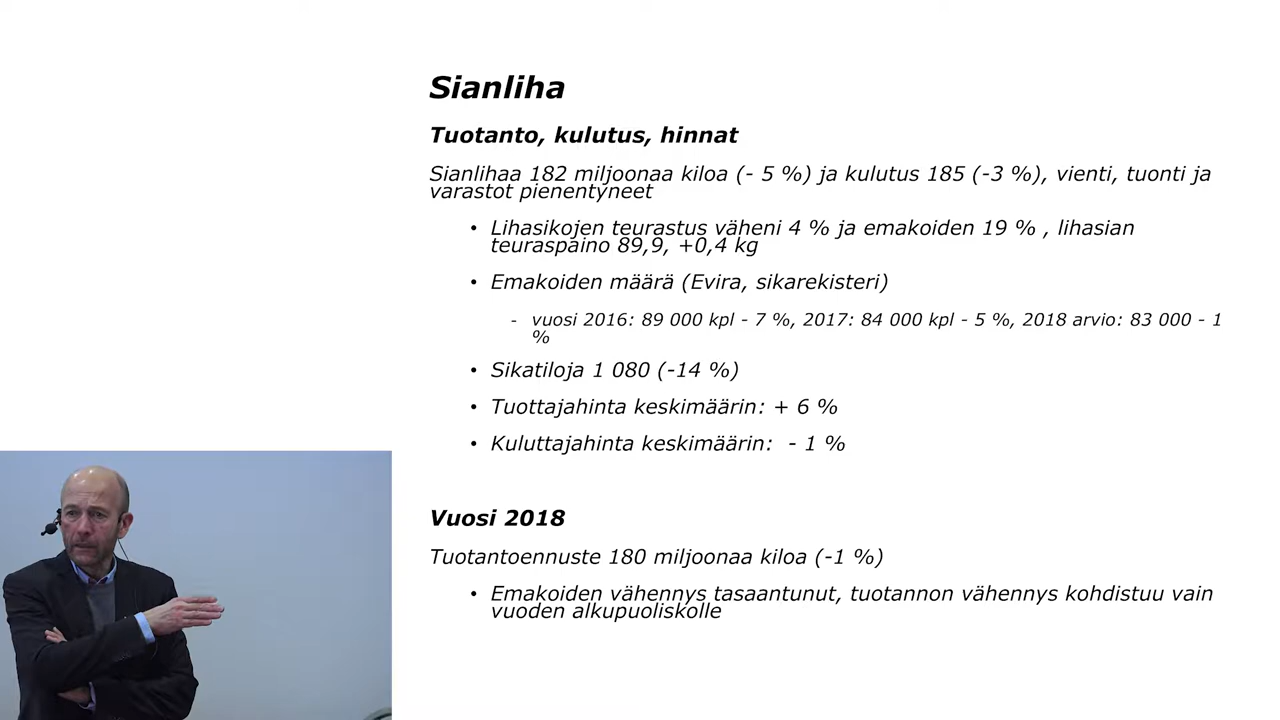 Sianliha
Tuotanto, kulutus, hinnat
Sianlihaa 182 miljoonaa kiloa (- 5 %) ja kulutus 185 (-3 %), vienti, tuonti ja
varastot pienentyneet
• Lihasikojen teurastus väheni 4 % ja emakoiden 19 % , lihasian
teuraspaino 89,9, +0,4 kg
• Emakoiden määrä (Evira, sikarekisteri)
- vuosi 2016: 89 000 kpl - 7 %, 2017: 84 000 kpl - 5 %, 2018 arvio: 83 000 - 1
%
• Sikatiloja 1 080 (-14 %)
• Tuottajahinta keskimäärin: + 6 %
• Kuluttajahinta keskimäärin:  - 1 %
Vuosi 2018
Tuotantoennuste 180 miljoonaa kiloa (-1 %)
• Emakoiden vähennys tasaantunut, tuotannon vähennys kohdistuu vain
vuoden alkupuoliskolle